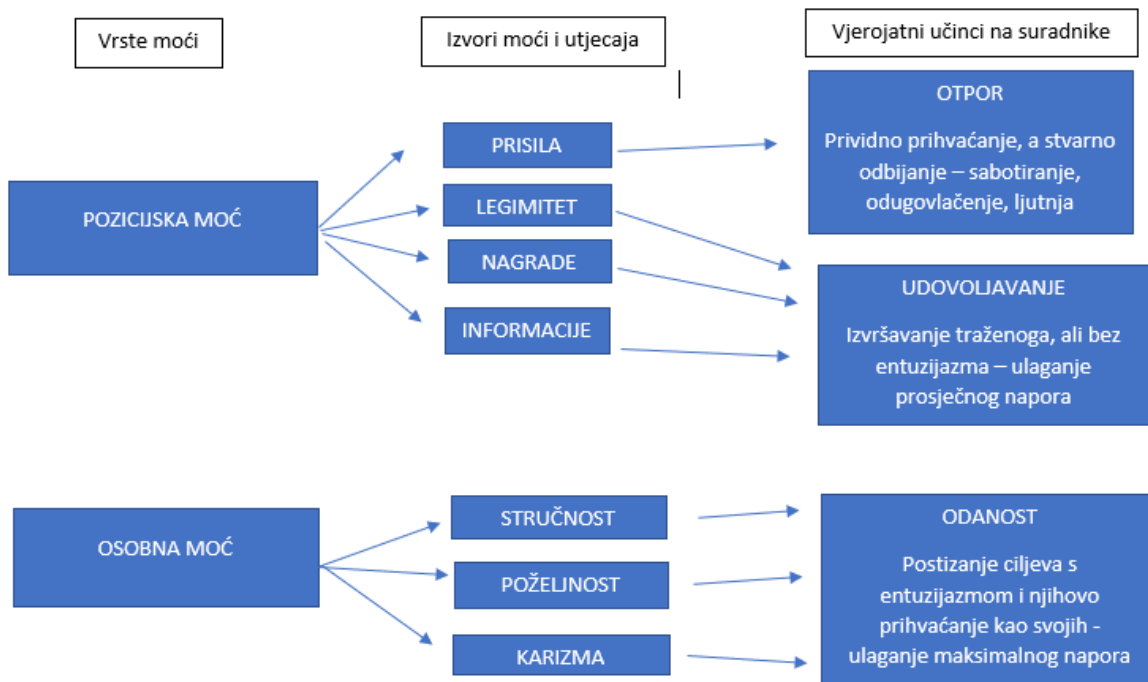 Vrste moći
Izvori moći i utjecaja
Vjerojatni učinci na suradnike
POZICIJSKA MOĆ
PRISILA
LEGIMITET
NAGRADE
INFORMACIJE
OTPOR
Prividno prihvaćanje, a stvarno
odbijanje – sabotiranje,
odugovlačenje, ljutnja
UDOVOLJAVANJE
Izvršavanje traženoga, ali bez
entuzijazma – ulaganje
prosječnog napora
OSOBNA MOĆ
STRUČNOST
POŽELJNOST
KARIZMA
ODANOST
Postizanje ciljeva s
entuzijazmom i njihovo
prihvaćanje kao svojih -
ulaganje maksimalnog napora